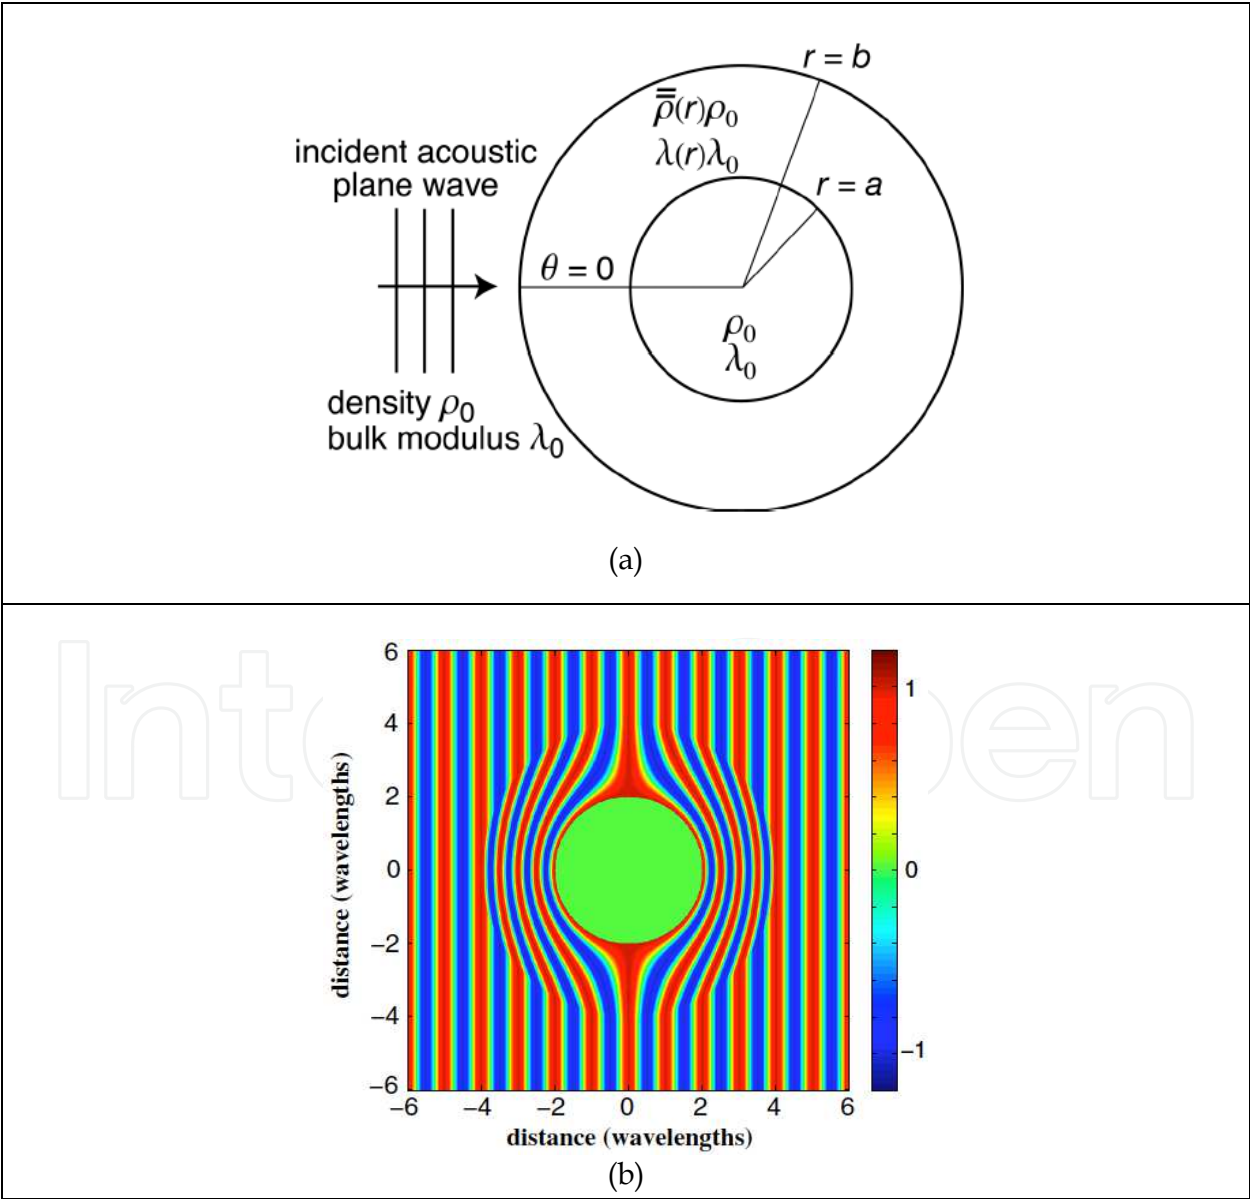 r = b
ρ̿(r)ρ₀
λ(r)λ₀
incident acoustic
plane wave
r = a
θ = 0
ρ₀
λ₀
density ρ₀
bulk modulus λ₀
(a)
6
4
2
0
−2
−4
−6
distance (wavelengths)
1
0
−1
−6 −4 −2 0 2 4 6
distance (wavelengths)
(b)